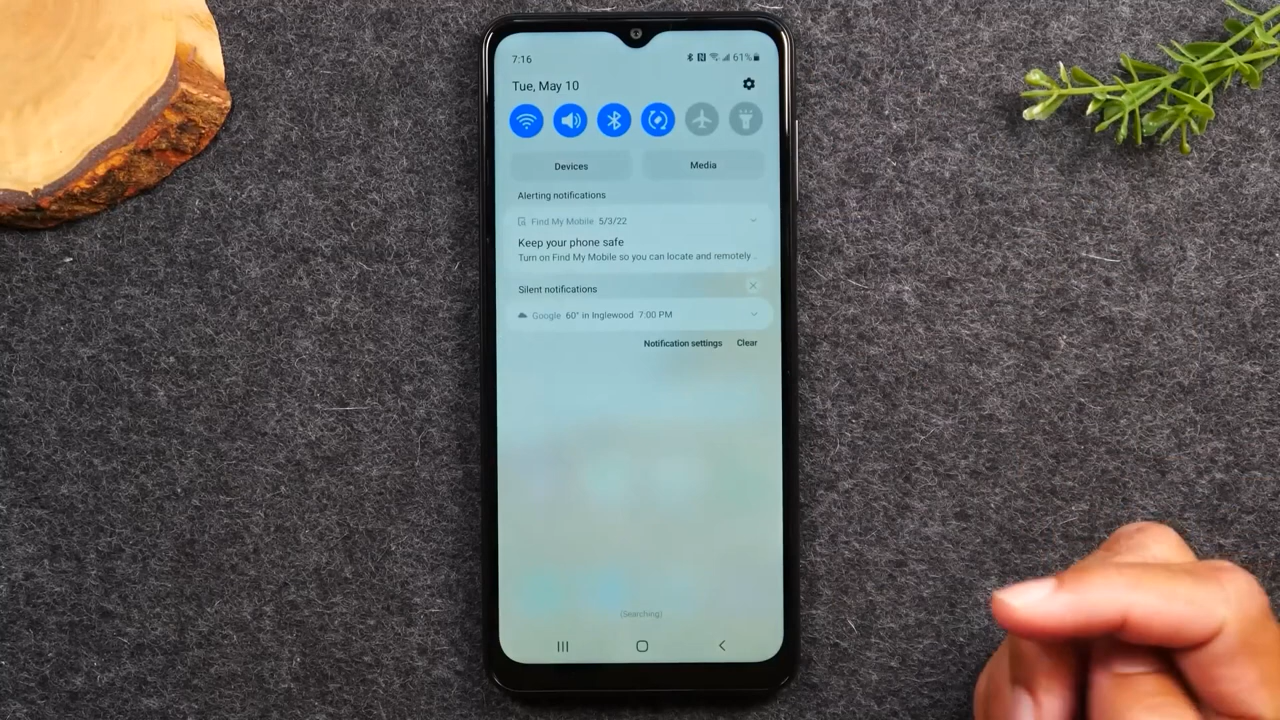 7:16
61%
Tue, May 10
Devices
Media
Alerting notifications
Find My Mobile 5/3/22
Keep your phone safe
Turn on Find My Mobile so you can locate and remotely
Silent notifications
Google 60° in Inglewood 7:00 PM
Notification settings
Clear
(Searching)